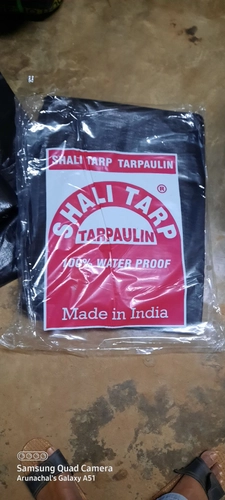 SHALI TARP TARPAULIN
SHALI TARP ®
TARPAULIN
100% WATER PROOF
Made in India
Samsung Quad Camera
Arunachal's Galaxy A51